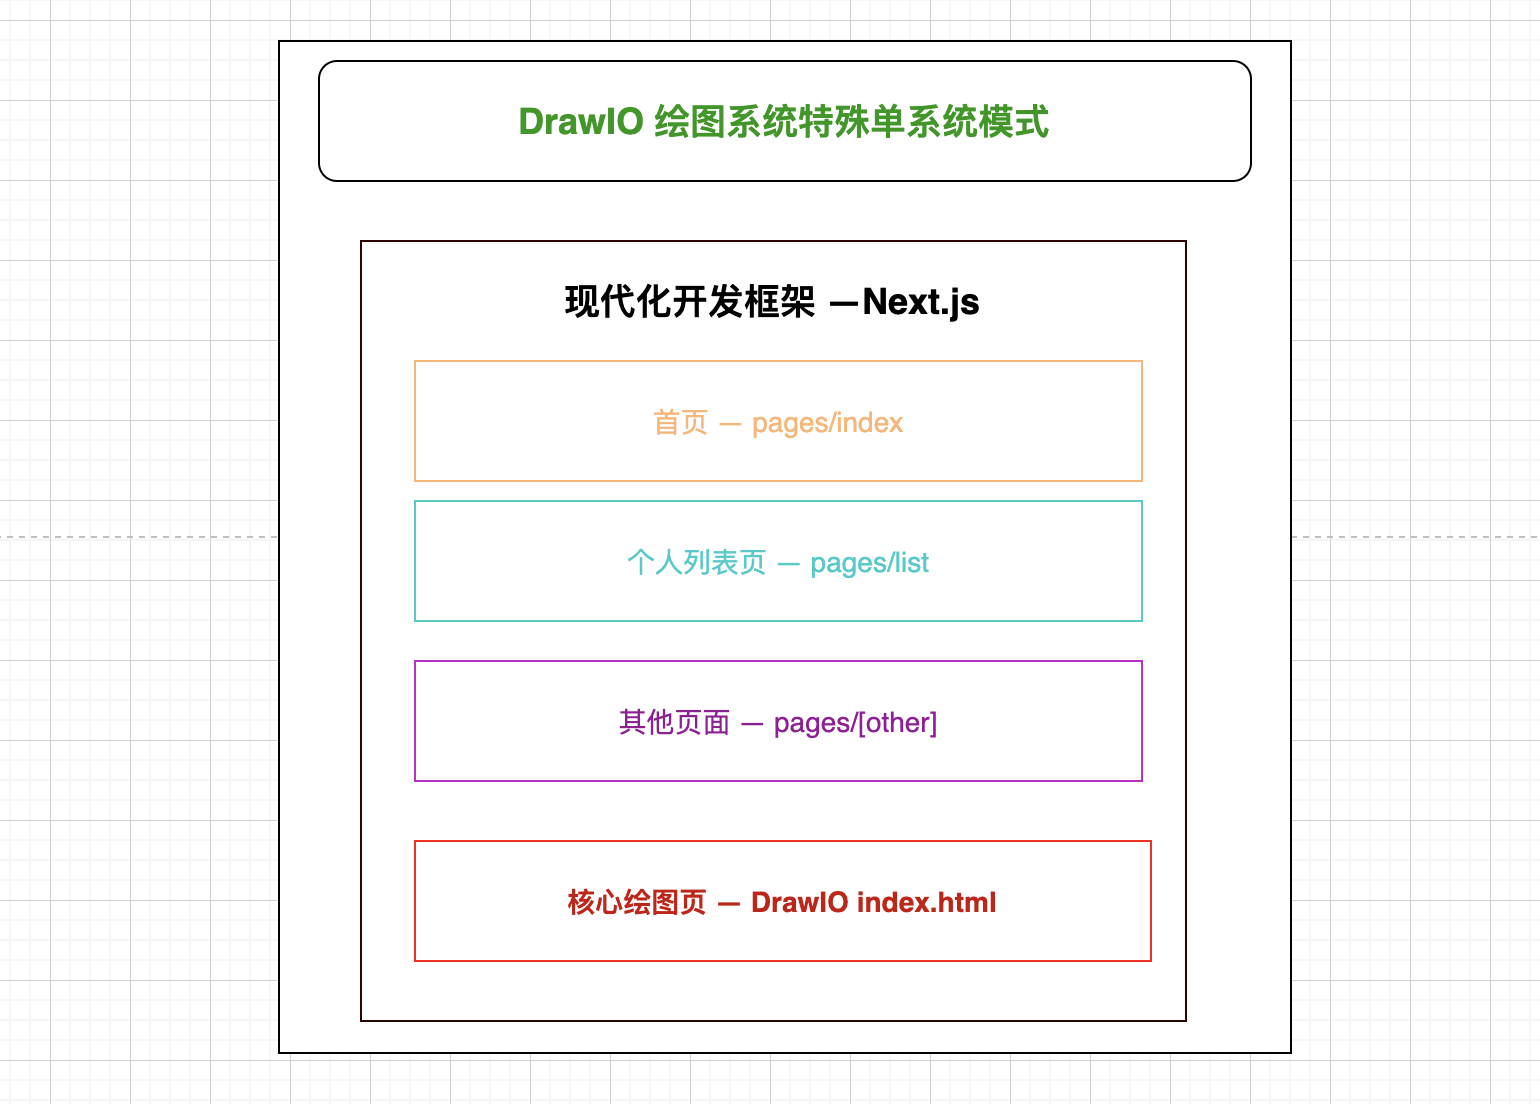 DrawIO 绘图系统特殊单系统模式
现代化开发框架 —Next.js
首页 — pages/index
个人列表页 — pages/list
其他页面 — pages/[other]
核心绘图页 — DrawIO index.html